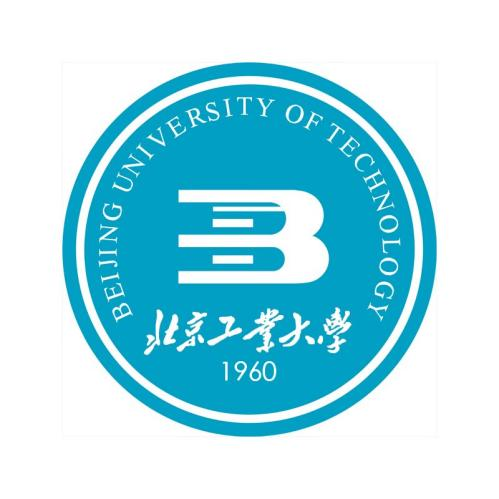 BEIJING UNIVERSITY OF TECHNOLOGY
B
北京工業大學
1960